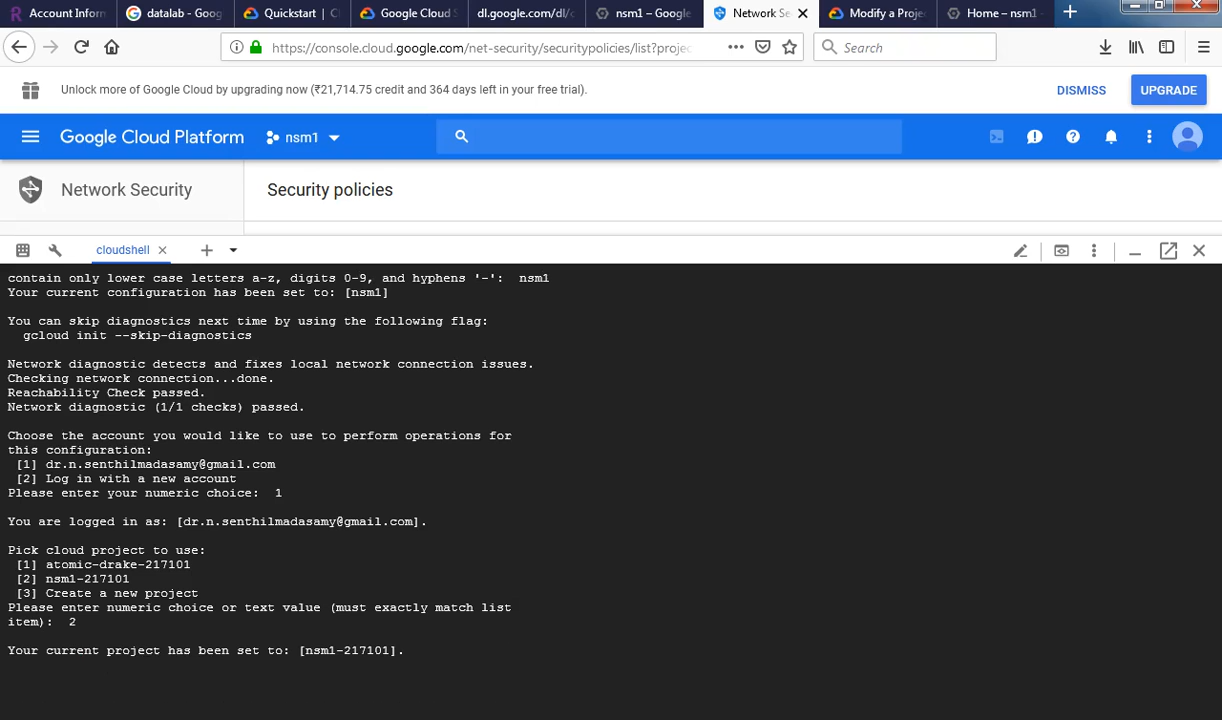 Account Inform
datalab - Goog
Quickstart | Cl
Google Cloud S
dl.google.com/dl/c
nsm1 – Google
Network Se
Modify a Proje
Home – nsm1 -
https://console.cloud.google.com/net-security/securitypolicies/list?projec
Search
Unlock more of Google Cloud by upgrading now (₹21,714.75 credit and 364 days left in your free trial).
DISMISS
UPGRADE
Google Cloud Platform
nsm1
Network Security
Security policies
cloudshell
contain only lower case letters a-z, digits 0-9, and hyphens '-':  nsm1
Your current configuration has been set to: [nsm1]
You can skip diagnostics next time by using the following flag:
gcloud init --skip-diagnostics
Network diagnostic detects and fixes local network connection issues.
Checking network connection...done.
Reachability Check passed.
Network diagnostic (1/1 checks) passed.
Choose the account you would like to use to perform operations for
this configuration:
[1] dr.n.senthilmadasamy@gmail.com
[2] Log in with a new account
Please enter your numeric choice:  1
You are logged in as: [dr.n.senthilmadasamy@gmail.com].
Pick cloud project to use:
[1] atomic-drake-217101
[2] nsm1-217101
[3] Create a new project
Please enter numeric choice or text value (must exactly match list
item):  2
Your current project has been set to: [nsm1-217101].